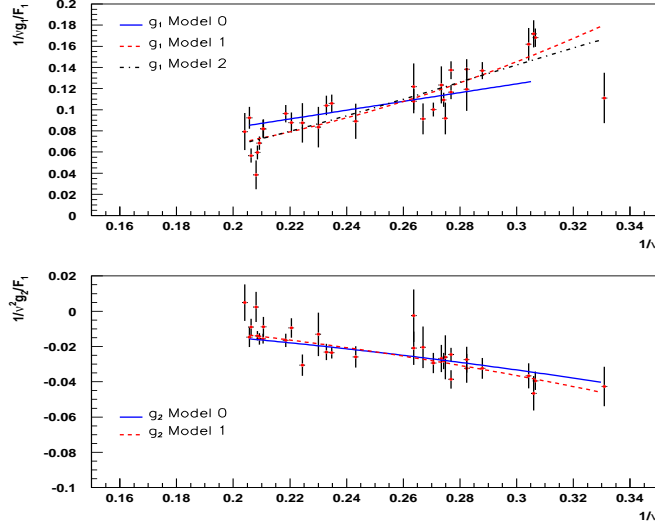 1/νg₁/F₁
0.2
0.18
0.16
0.14
0.12
0.1
0.08
0.06
0.04
0.02
0
g₁ Model 0
g₁ Model 1
g₁ Model 2
0.16 0.18 0.2 0.22 0.24 0.26 0.28 0.3 0.32 0.34
1/ν
1/ν²g₂/F₁
0.02
0
-0.02
-0.04
-0.06
-0.08
-0.1
g₂ Model 0
g₂ Model 1
0.16 0.18 0.2 0.22 0.24 0.26 0.28 0.3 0.32 0.34
1/ν